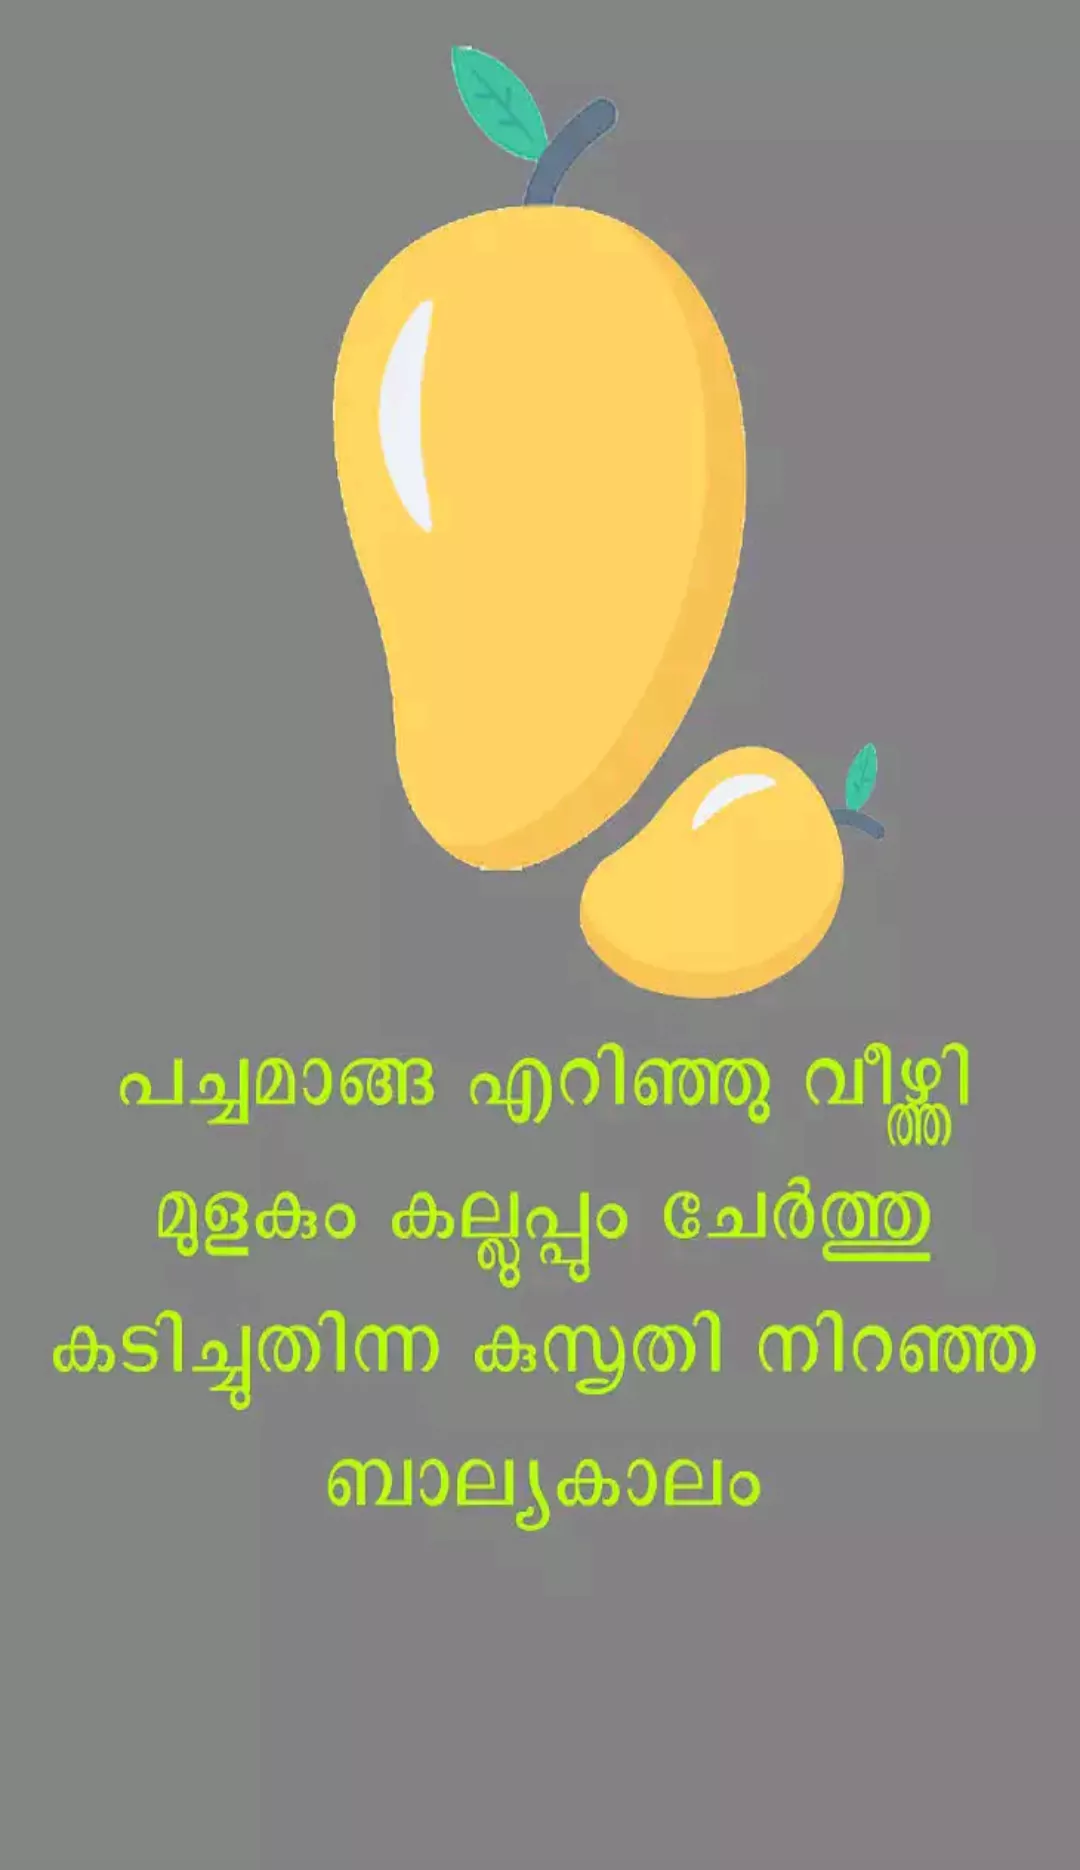 പച്ചമാങ്ങ എറിഞ്ഞു വീഴ്ത്തി
മുളകും കല്ലുപ്പും ചേർത്തു
കടിച്ചുതിന്ന കുസൃതി നിറഞ്ഞ
ബാല്യകാലം